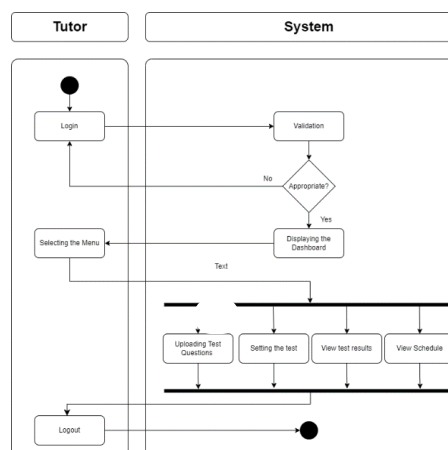 Tutor
System
Login
Validation
No
Appropriate?
Yes
Selecting the Menu
Displaying the
Dashboard
Text
Uploading Test
Questions
Setting the test
View test results
View Schedule
Logout